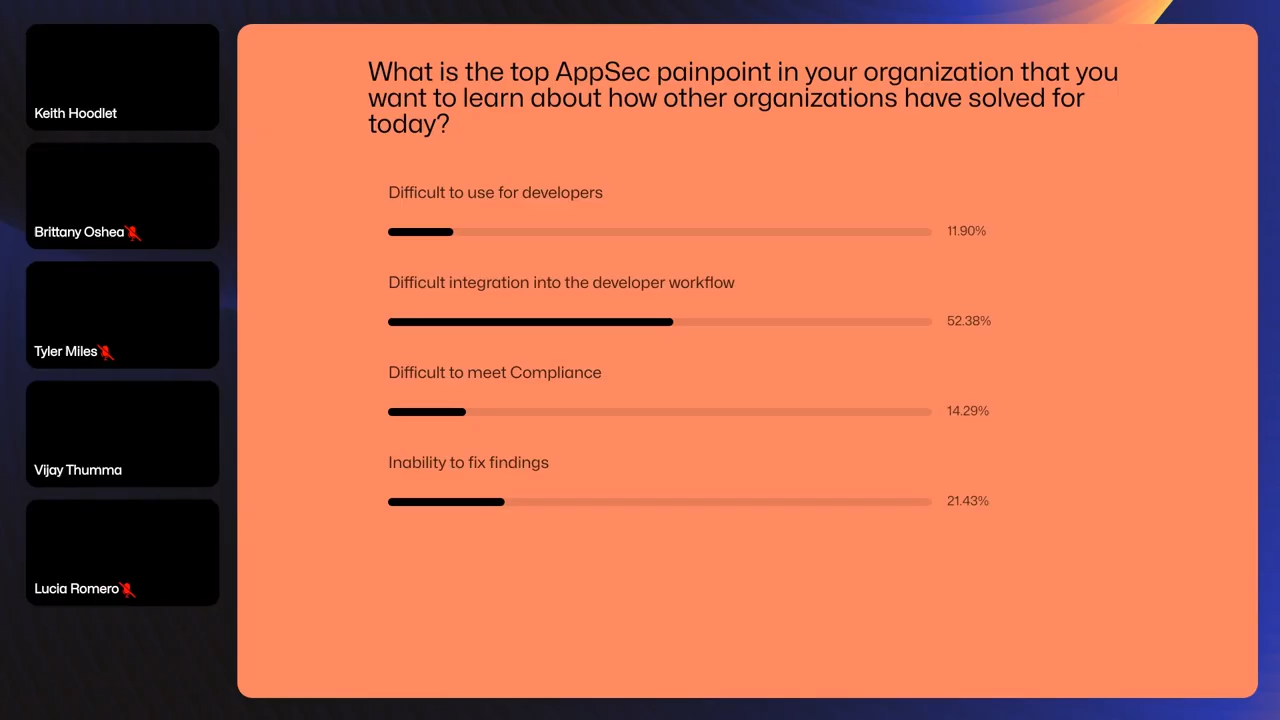 Keith Hoodlet
Brittany Oshea
Tyler Miles
Vijay Thumma
Lucia Romero
What is the top AppSec painpoint in your organization that you
want to learn about how other organizations have solved for
today?
Difficult to use for developers
11.90%
Difficult integration into the developer workflow
52.38%
Difficult to meet Compliance
14.29%
Inability to fix findings
21.43%